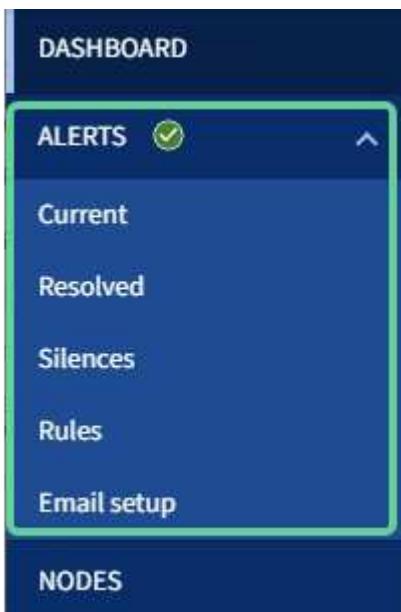 DASHBOARD
ALERTS
Current
Resolved
Silences
Rules
Email setup
NODES